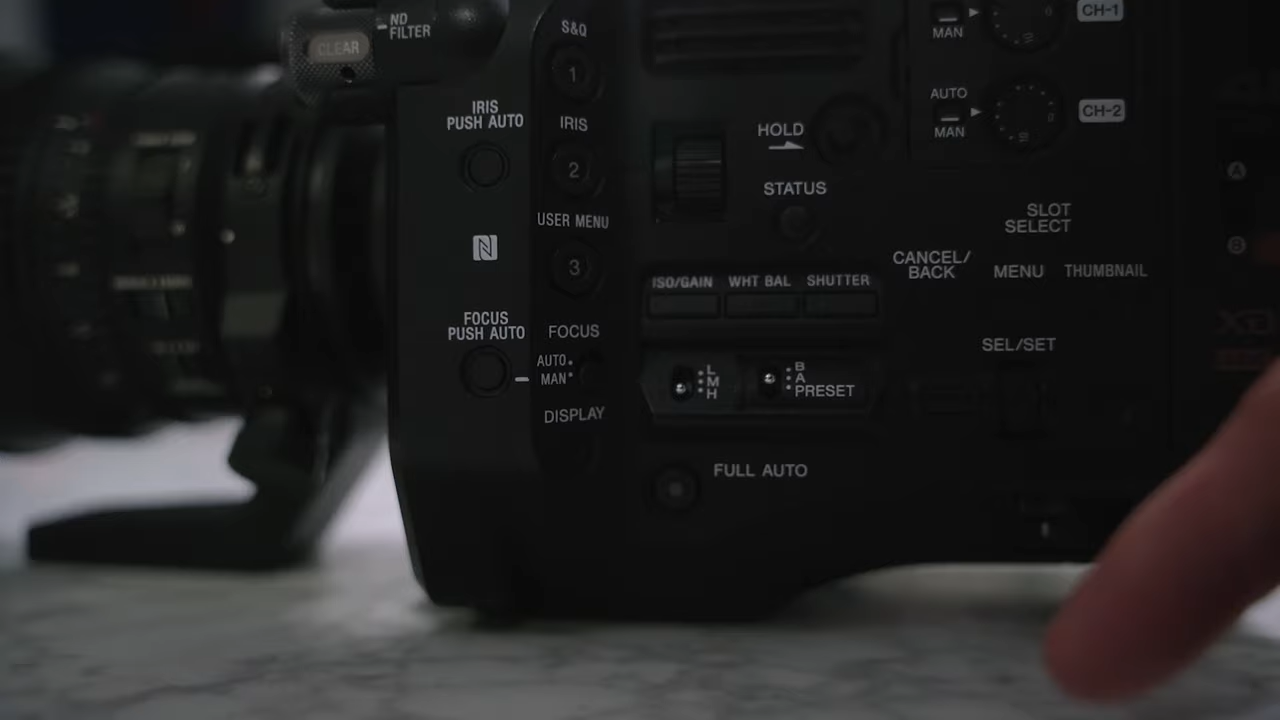 ND
FILTER
CLEAR
IRIS
PUSH AUTO
FOCUS
PUSH AUTO
S&Q
1
IRIS
2
USER MENU
3
FOCUS
AUTO
MAN
DISPLAY
HOLD
STATUS
ISO/GAIN WHT BAL SHUTTER
L
M
H
B
A
PRESET
FULL AUTO
MAN
CH-1
AUTO
MAN
CH-2
SLOT
SELECT
CANCEL/
BACK
MENU
THUMBNAIL
SEL/SET
A
B